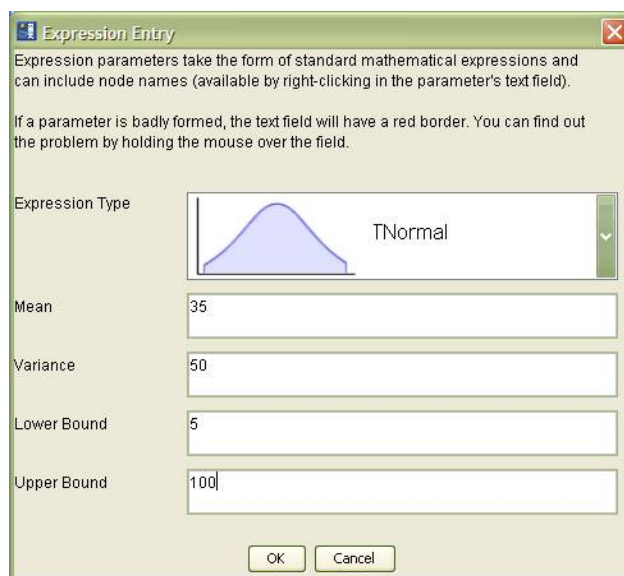 Expression Entry
Expression parameters take the form of standard mathematical expressions and
can include node names (available by right-clicking in the parameter's text field).
If a parameter is badly formed, the text field will have a red border. You can find out
the problem by holding the mouse over the field.
Expression Type
TNormal
Mean
35
Variance
50
Lower Bound
5
Upper Bound
100
OK
Cancel